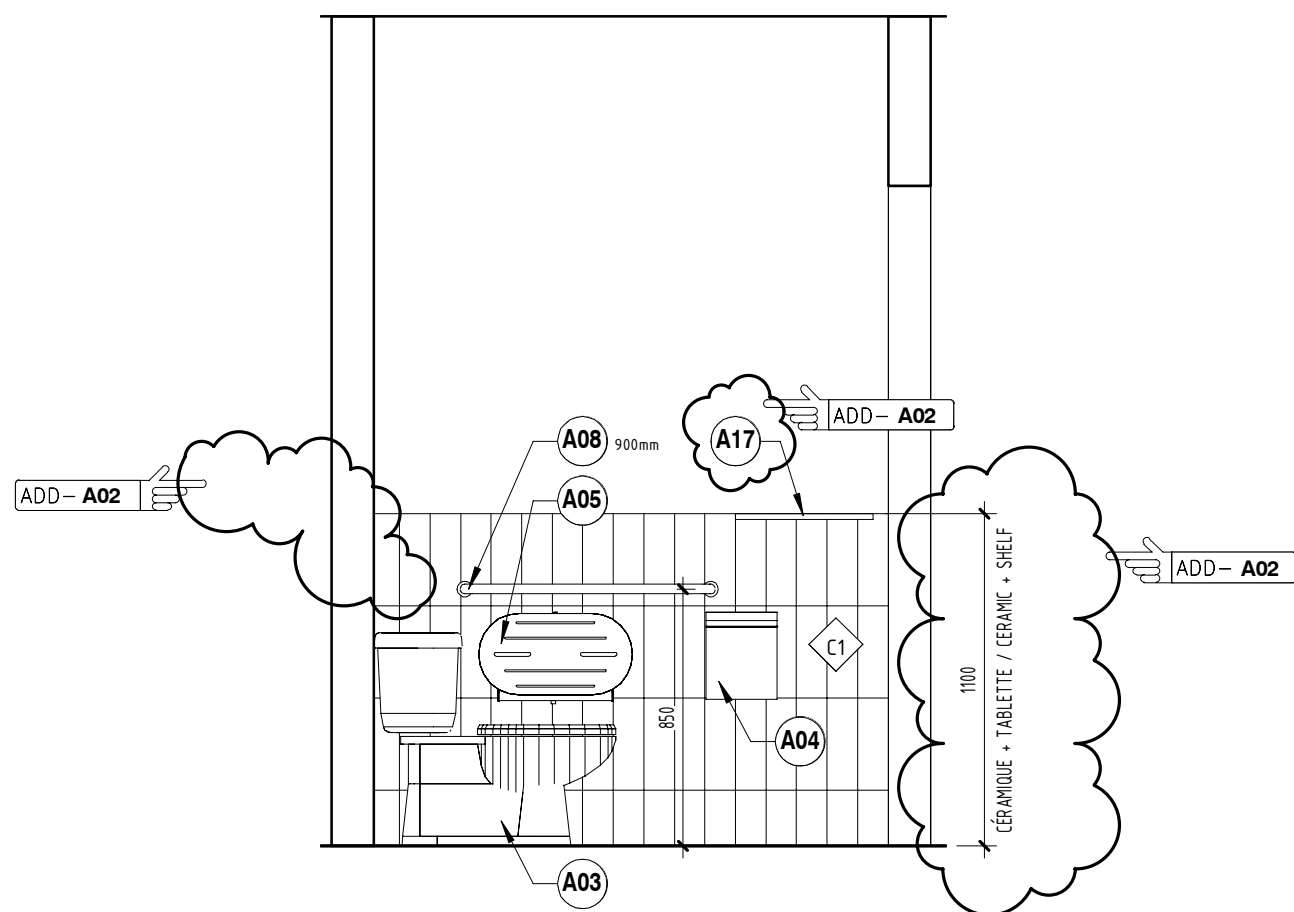 ADD- A02
A17
A08 900mm
ADD- A02
A05
ADD- A02
CÉRAMIQUE + TABLETTE / CERAMIC + SHELF
1100
C1
850
A04
A03